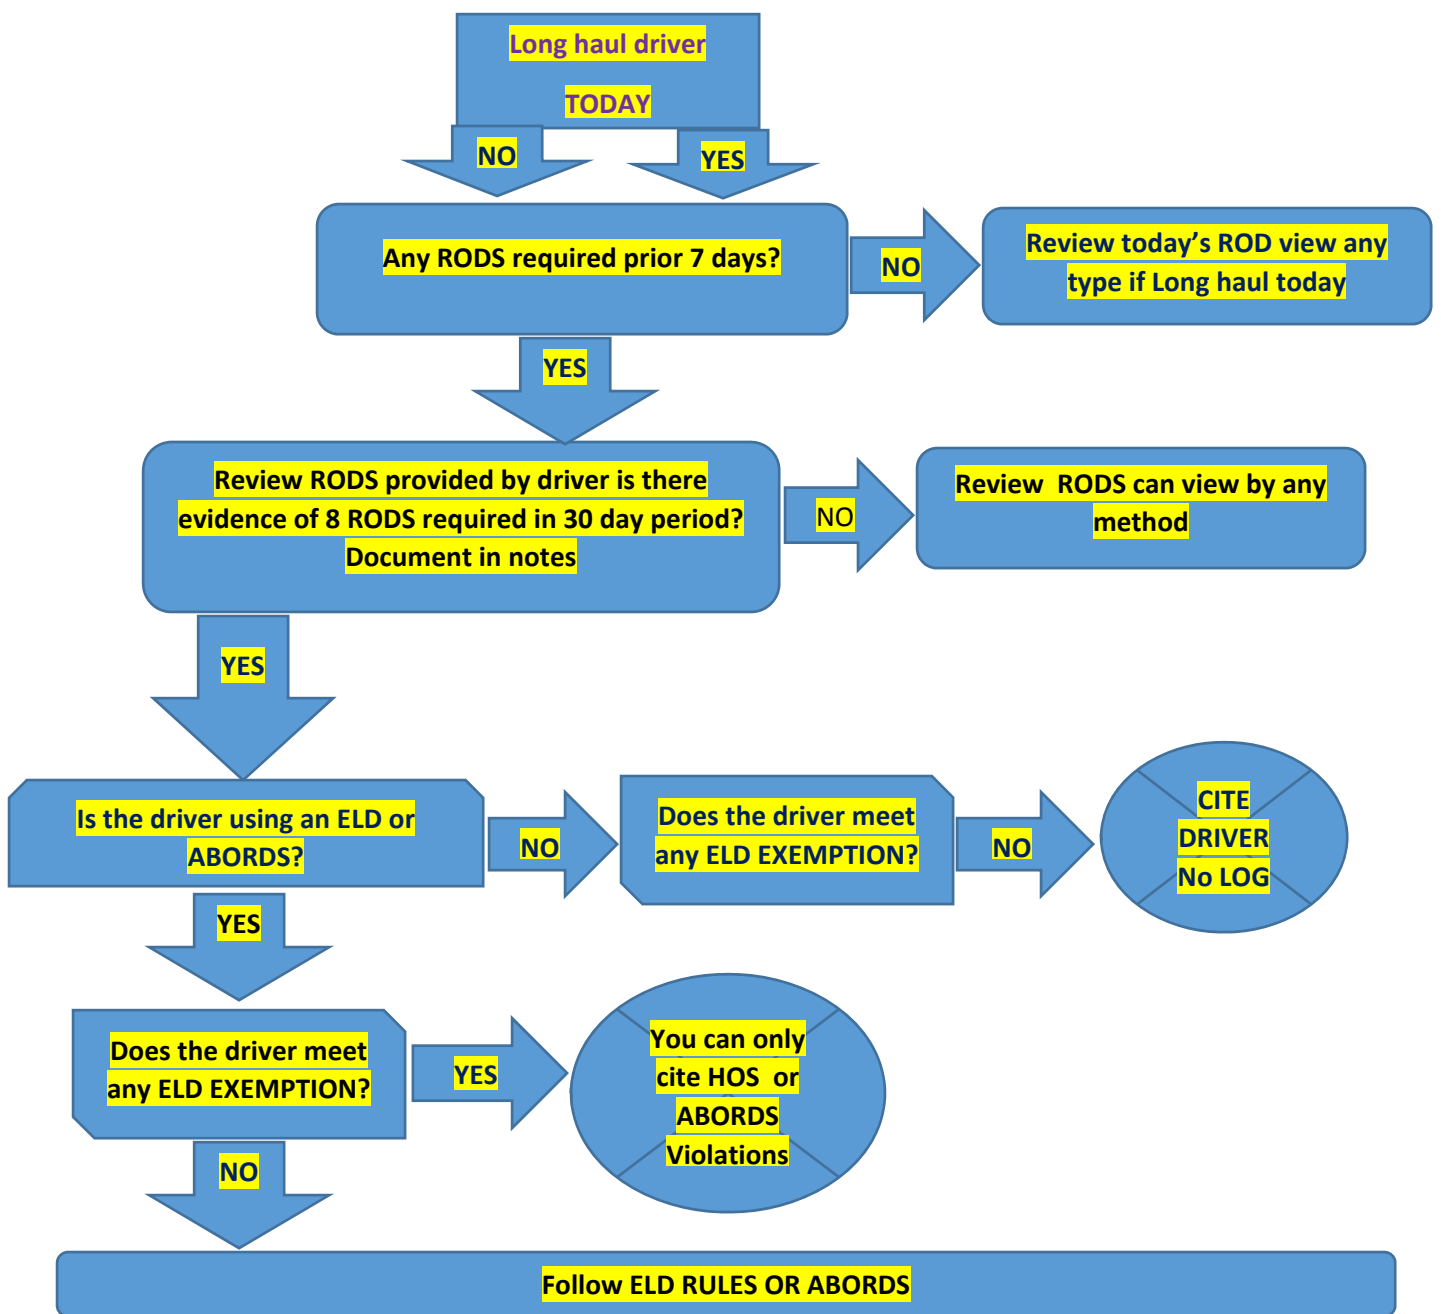 Long haul driver
TODAY
NO
YES
Any RODS required prior 7 days?
NO
Review today’s ROD view any
type if Long haul today
YES
Review RODS provided by driver is there
evidence of 8 RODS required in 30 day period?
Document in notes
NO
Review  RODS can view by any
method
YES
Is the driver using an ELD or
ABORDS?
NO
Does the driver meet
any ELD EXEMPTION?
NO
CITE
DRIVER
No LOG
YES
Does the driver meet
any ELD EXEMPTION?
YES
You can only
cite HOS  or
ABORDS
Violations
NO
Follow ELD RULES OR ABORDS